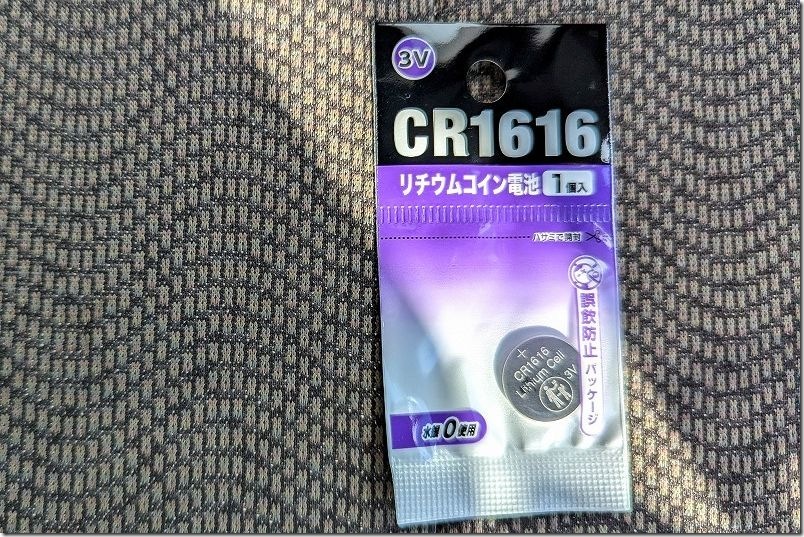 3V
CR1616
リチウムコイン電池 1個入
ハサミで開封
誤飲防止パッケージ
+
CR1616
Lithium Cell
3V
水銀0使用